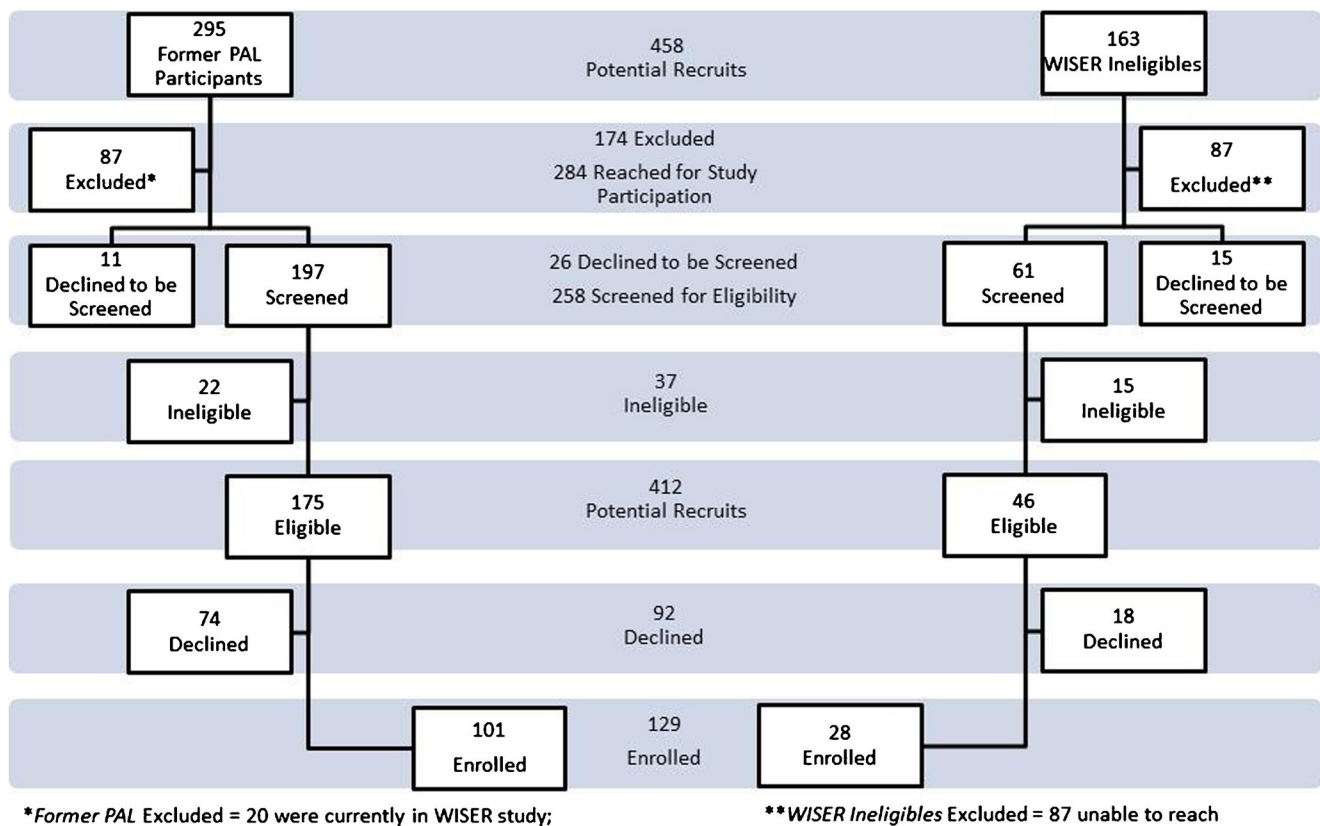 295
Former PAL
Participants
458
Potential Recruits
163
WISER Ineligibles
87
Excluded*
174 Excluded
284 Reached for Study
Participation
87
Excluded**
11
Declined to be
Screened
197
Screened
26 Declined to be Screened
258 Screened for Eligibility
61
Screened
15
Declined to be
Screened
22
Ineligible
37
Ineligible
15
Ineligible
175
Eligible
412
Potential Recruits
46
Eligible
74
Declined
92
Declined
18
Declined
101
Enrolled
129
Enrolled
28
Enrolled
*Former PAL Excluded = 20 were currently in WISER study;
**WISER Ineligibles Excluded = 87 unable to reach